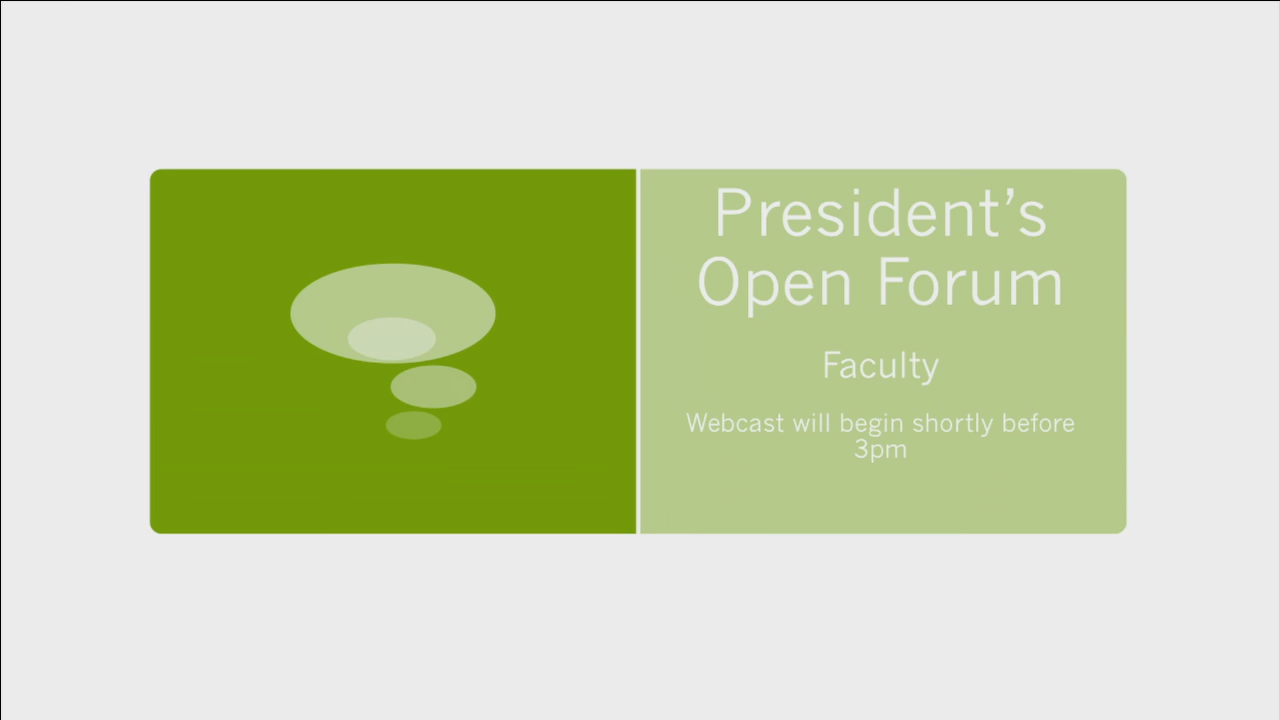 President’s
Open Forum
Faculty
Webcast will begin shortly before
3pm